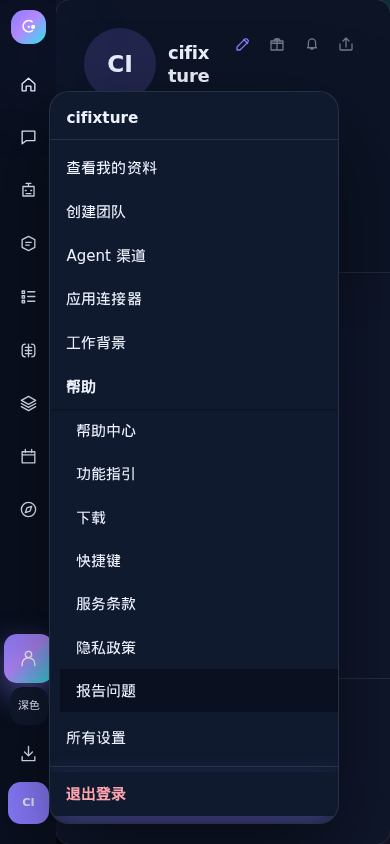 CI
cifix
ture
cifixture
查看我的资料
创建团队
Agent 渠道
应用连接器
工作背景
帮助
帮助中心
功能指引
下载
快捷键
服务条款
隐私政策
报告问题
所有设置
退出登录
深色
CI